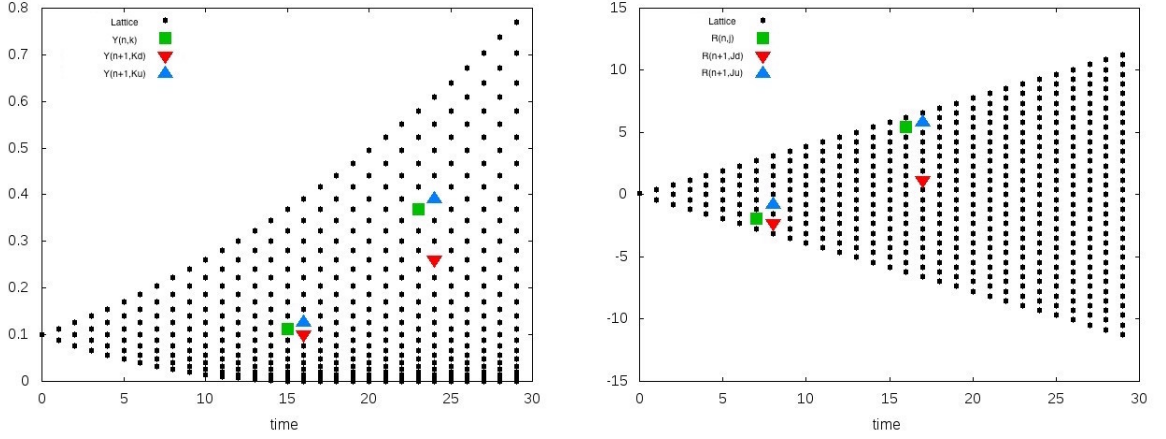 0.8
0.7
0.6
0.5
0.4
0.3
0.2
0.1
0
Lattice
Y(n,k)
Y(n+1,Kd)
Y(n+1,Ku)
0 5 10 15 20 25 30
time
15
10
5
0
-5
-10
-15
Lattice
R(n,j)
R(n+1,Jd)
R(n+1,Ju)
0 5 10 15 20 25 30
time